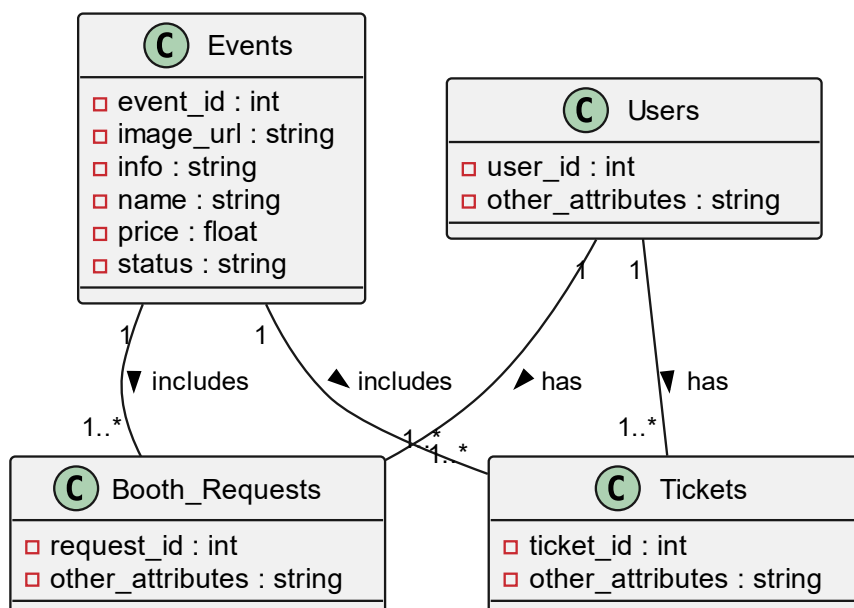 C Events
event_id : int
image_url : string
info : string
name : string
price : float
status : string
C Users
user_id : int
other_attributes : string
1
1
1
1
includes
includes
has
has
1..*
1..*
1..*
1..*
C Booth_Requests
request_id : int
other_attributes : string
C Tickets
ticket_id : int
other_attributes : string